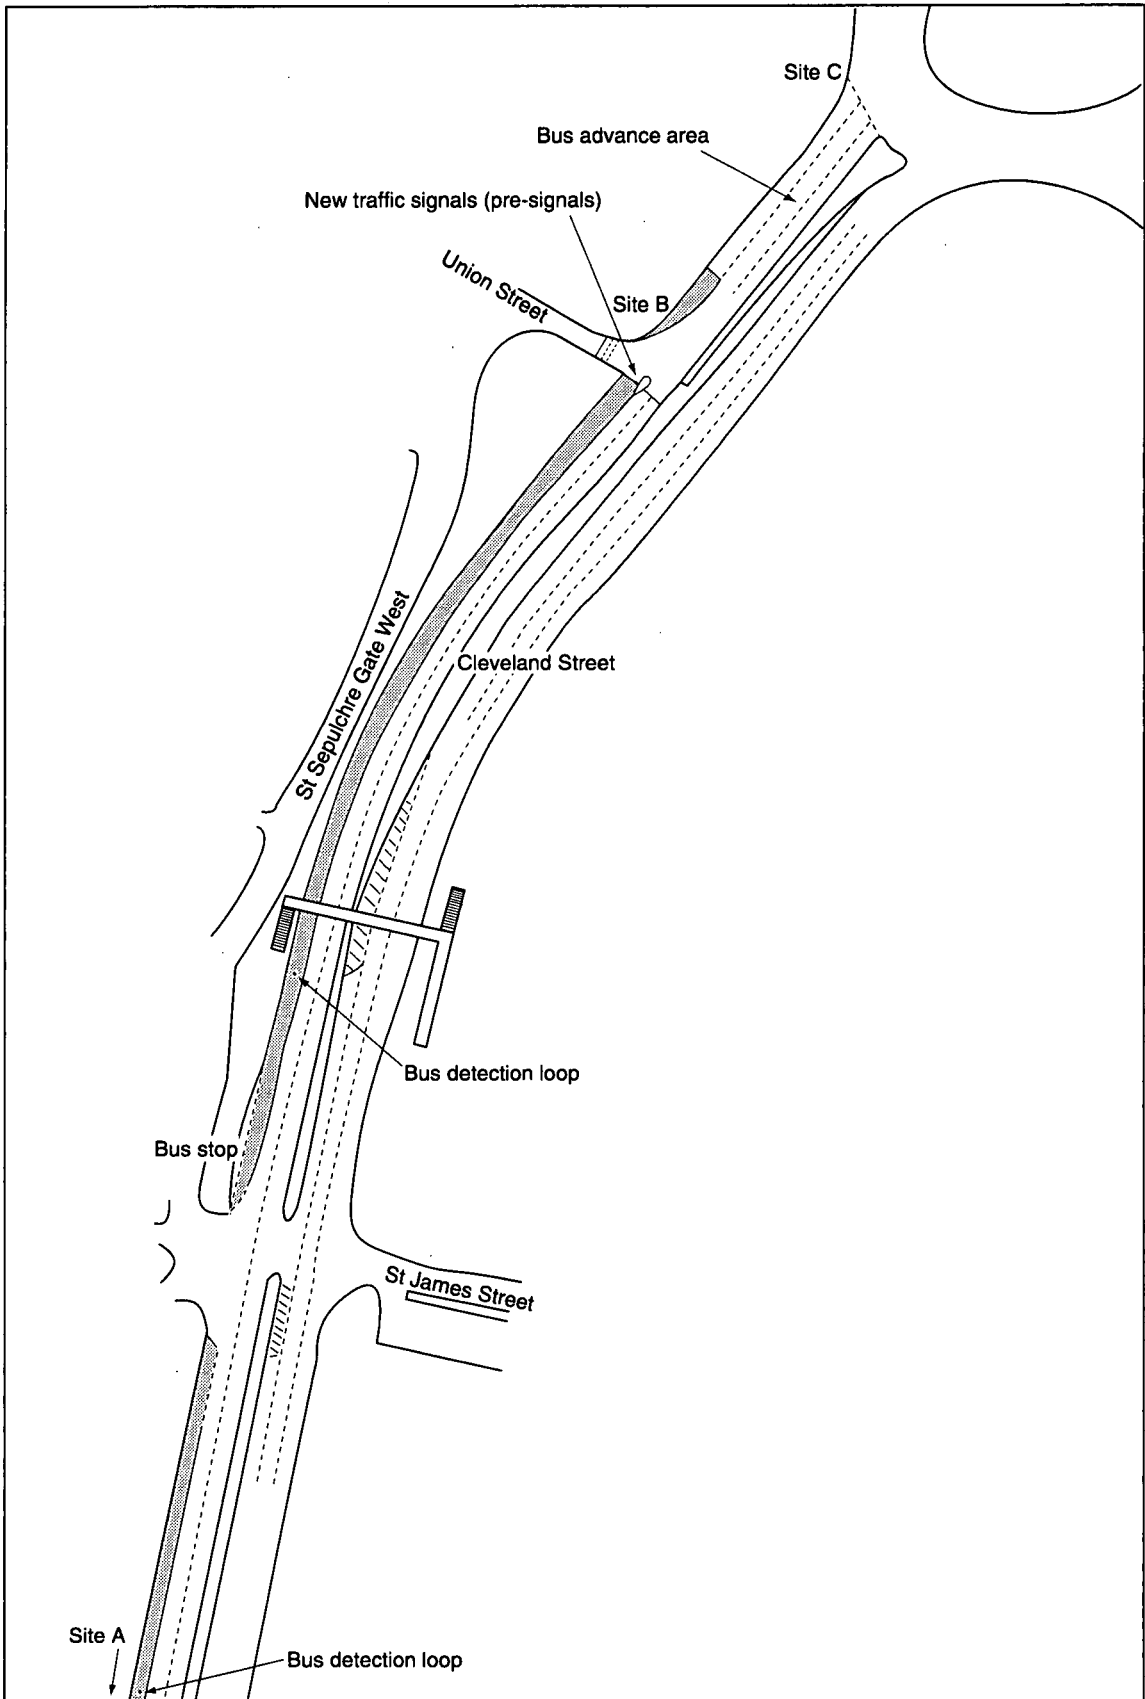 Site C
Bus advance area
New traffic signals (pre-signals)
Union Street
Site B
St Sepulchre Gate West
Cleveland Street
Bus detection loop
Bus stop
St James Street
Site A
Bus detection loop